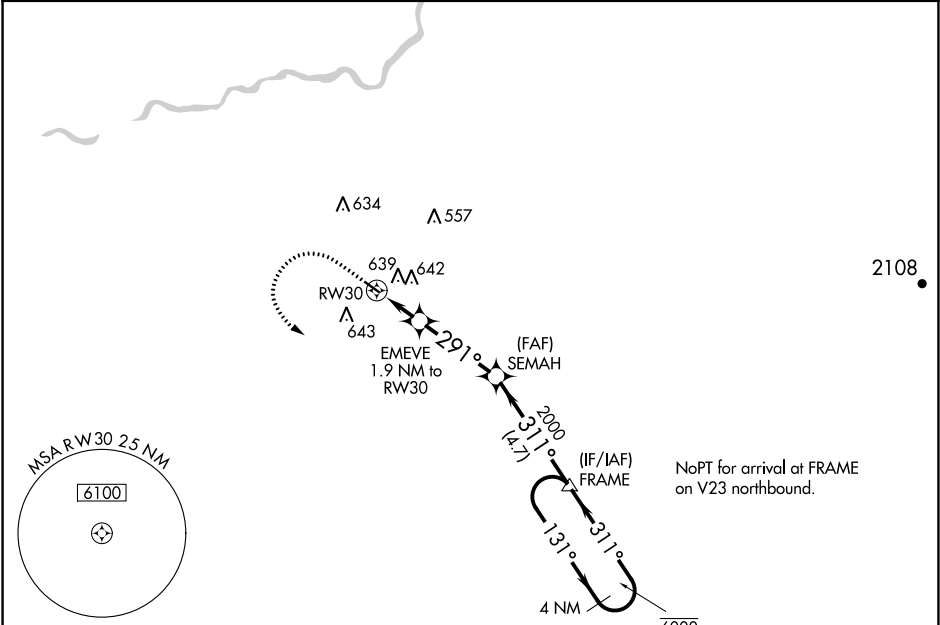 634
557
2108
639
642
RW30
643
EMEVE
1.9 NM to
RW30
291°
(FAF)
SEMAH
2000
311°
(4.7)
(IF/IAF)
FRAME
NoPT for arrival at FRAME
on V23 northbound.
MSA RW30 25 NM
6100
131°
311°
4 NM